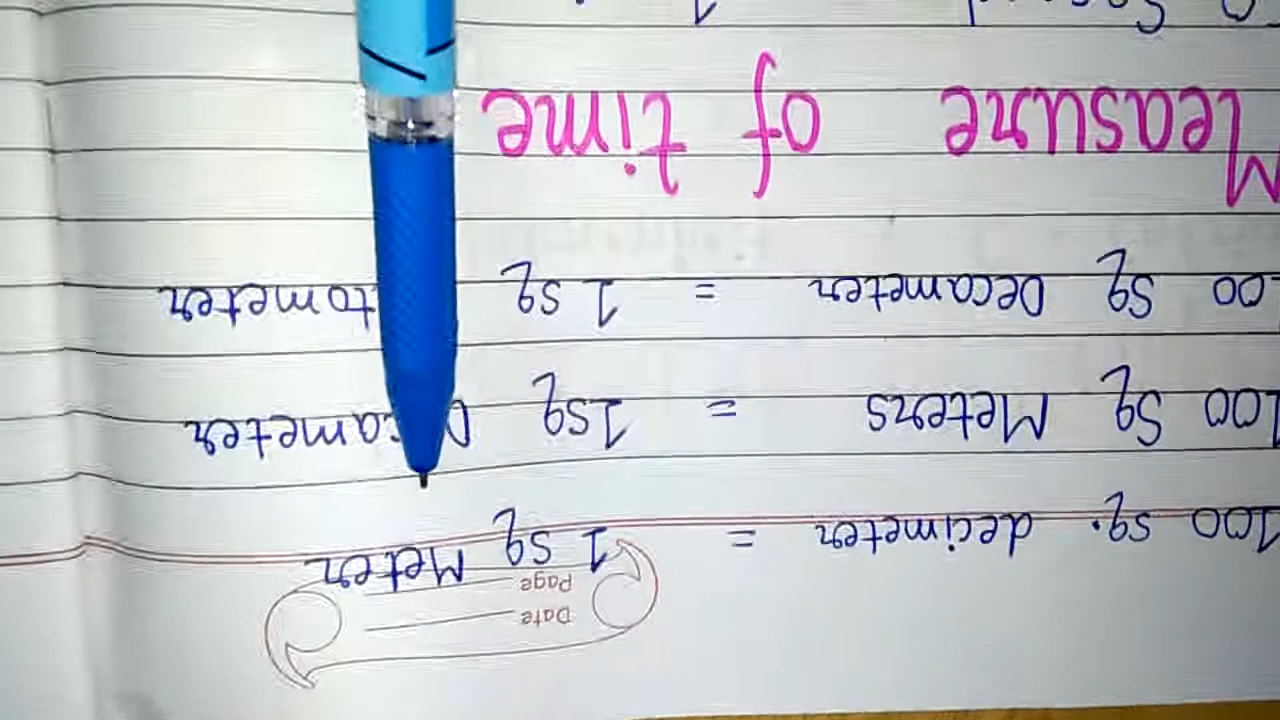 Date
Page
100 sq. decimeter = 1 sq Meter
100 Sq Meters = 1sq
100 Sq Decameter = 1 sq
Measure of time